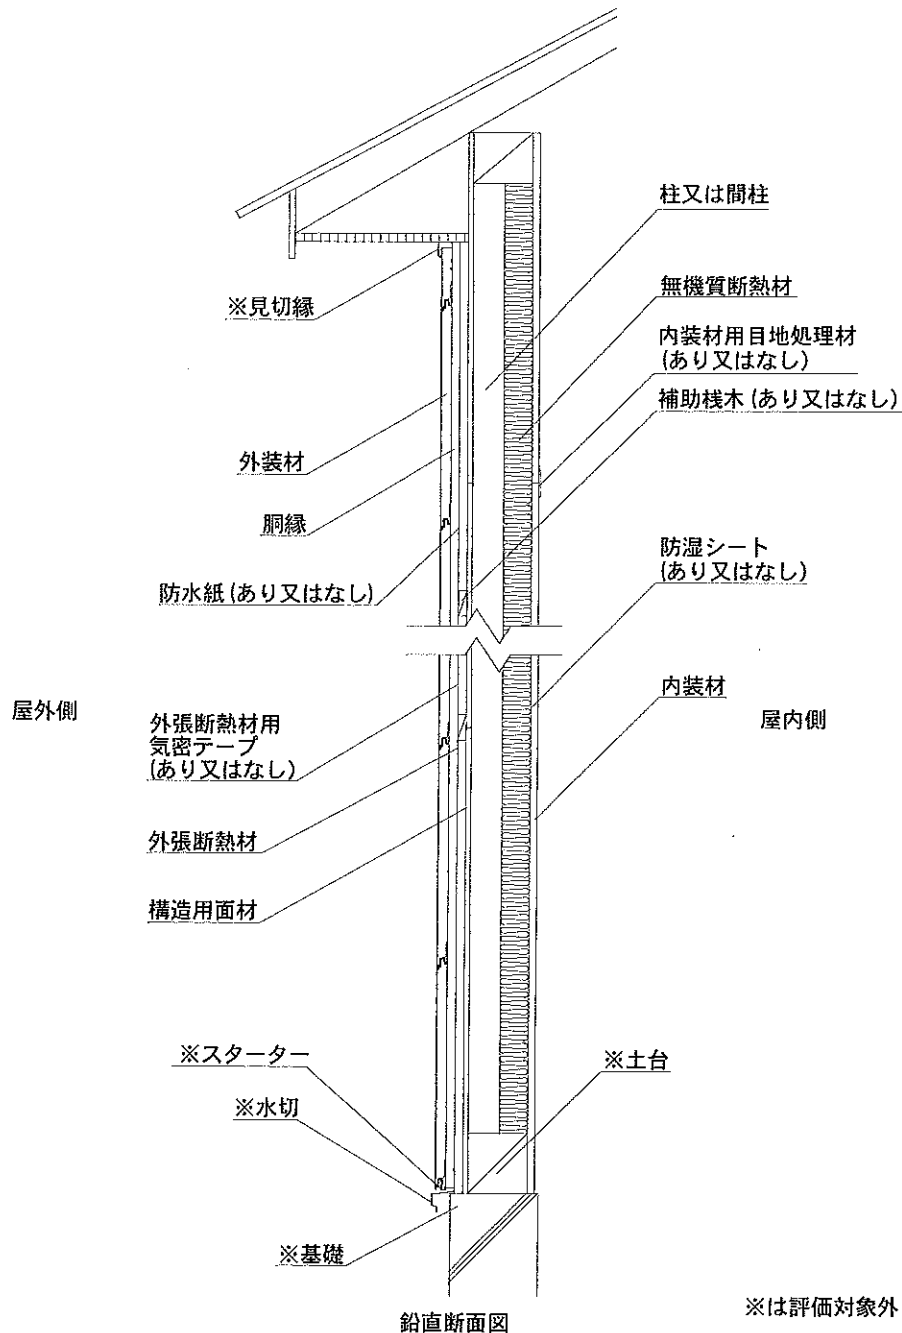 柱又は間柱
無機質断熱材
※見切縁
内装材用目地処理材
(あり又はなし)
補助桟木(あり又はなし)
外装材
胴縁
防湿シート
(あり又はなし)
防水紙(あり又はなし)
内装材
屋外側
屋内側
外張断熱材用
気密テープ
(あり又はなし)
外張断熱材
構造用面材
※スターター
※土台
※水切
※基礎
※は評価対象外
鉛直断面図